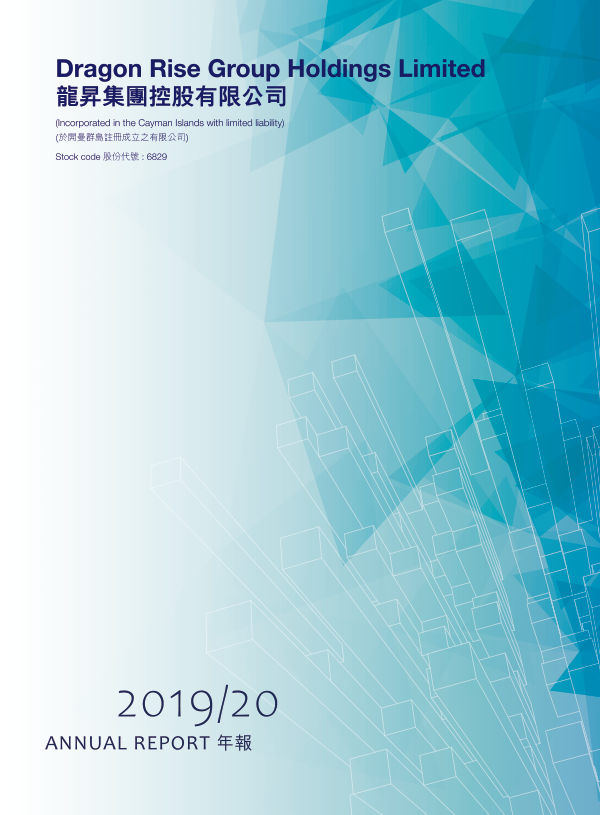 Dragon Rise Group Holdings Limited
龍昇集團控股有限公司
(Incorporated in the Cayman Islands with limited liability)
(於開曼群島註冊成立之有限公司)
Stock code 股份代號 : 6829
2019/20
ANNUAL REPORT 年報